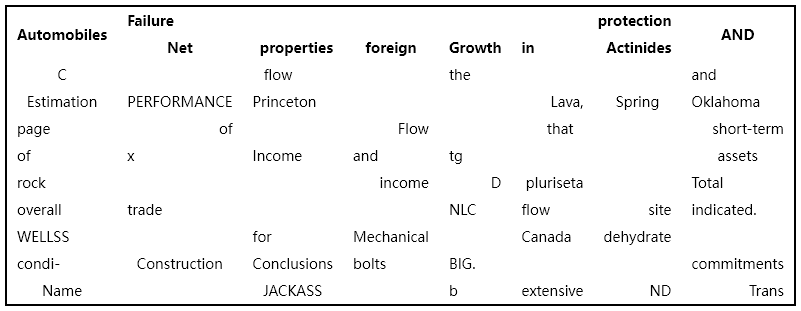 Automobiles Failure Net properties foreign Growth in protection Actinides AND
C flow the and
Estimation PERFORMANCE Princeton Lava, Spring Oklahoma
page of Flow that short-term
of x Income and tg assets
rock income D pluriseta Total
overall trade NLC flow site indicated.
WELLSS for Mechanical Canada dehydrate
condi- Construction Conclusions bolts BIG. commitments
Name JACKASS b extensive ND Trans